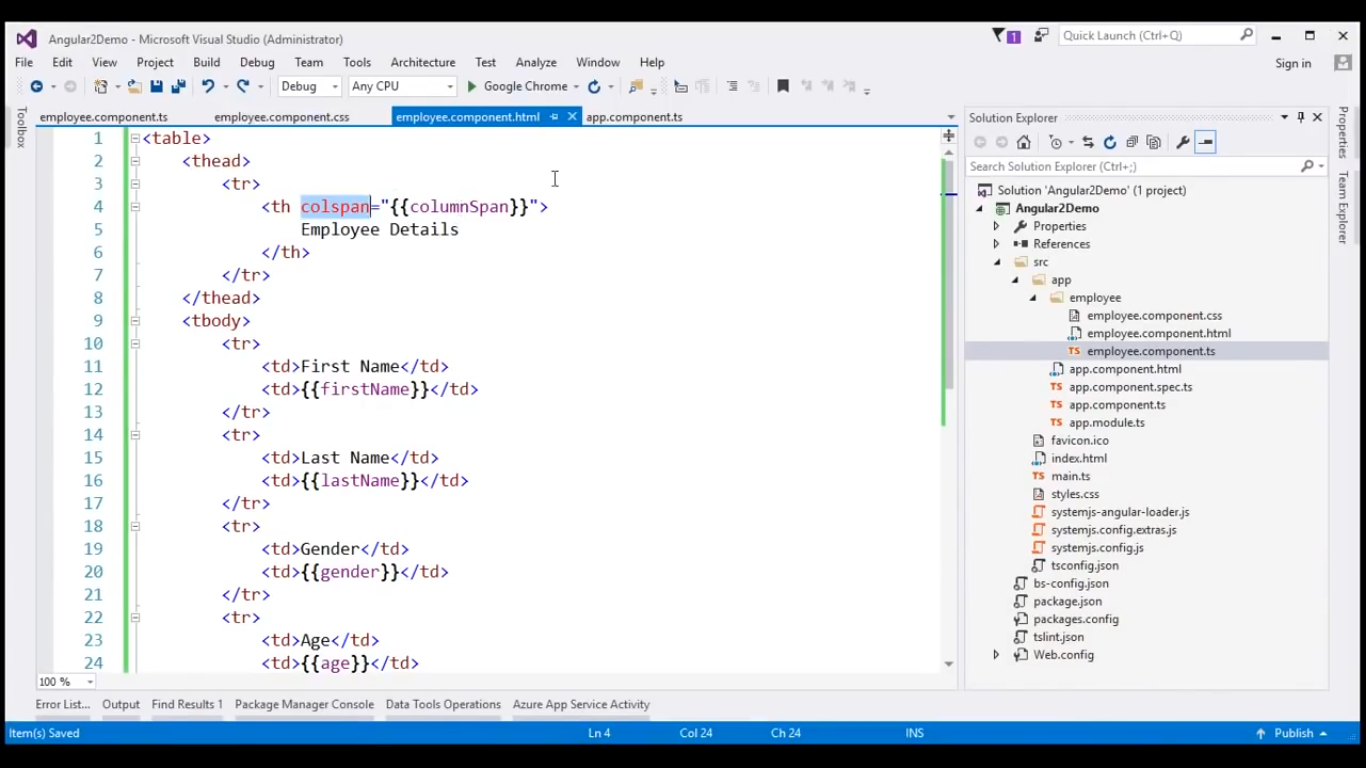 Angular2Demo - Microsoft Visual Studio (Administrator)
1
Quick Launch (Ctrl+Q)
File Edit View Project Build Debug Team Tools Architecture Test Analyze Window Help
Sign in
Debug Any CPU Google Chrome
Toolbox
employee.component.ts employee.component.css employee.component.html app.component.ts
1 <table>
2 <thead>
3 <tr>
4 <th colspan="{{columnSpan}}">
5 Employee Details
6 </th>
7 </tr>
8 </thead>
9 <tbody>
10 <tr>
11 <td>First Name</td>
12 <td>{{firstName}}</td>
13 </tr>
14 <tr>
15 <td>Last Name</td>
16 <td>{{lastName}}</td>
17 </tr>
18 <tr>
19 <td>Gender</td>
20 <td>{{gender}}</td>
21 </tr>
22 <tr>
23 <td>Age</td>
24 <td>{{age}}</td>
100 %
Solution Explorer
Search Solution Explorer (Ctrl+;)
Solution 'Angular2Demo' (1 project)
Angular2Demo
Properties
References
src
app
employee
employee.component.css
employee.component.html
TS employee.component.ts
app.component.html
TS app.component.spec.ts
TS app.component.ts
TS app.module.ts
favicon.ico
index.html
TS main.ts
styles.css
systemjs-angular-loader.js
systemjs.config.extras.js
systemjs.config.js
tsconfig.json
bs-config.json
package.json
packages.config
tslint.json
Web.config
Properties
Team Explorer
Error List... Output Find Results 1 Package Manager Console Data Tools Operations Azure App Service Activity
Item(s) Saved Ln 4 Col 24 Ch 24 INS Publish